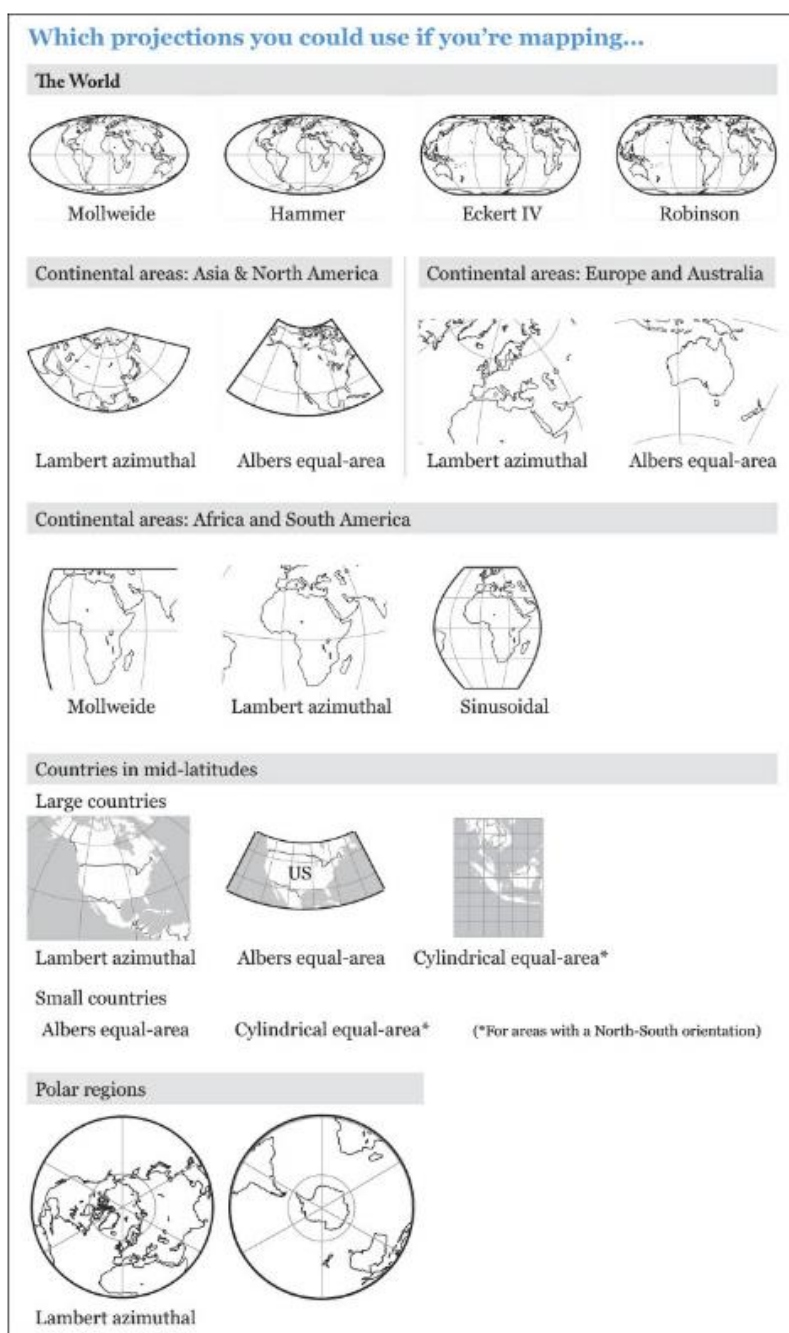 Which projections you could use if you're mapping...
The World
Mollweide
Hammer
Eckert IV
Robinson
Continental areas: Asia & North America
Continental areas: Europe and Australia
Lambert azimuthal
Albers equal-area
Lambert azimuthal
Albers equal-area
Continental areas: Africa and South America
Mollweide
Lambert azimuthal
Sinusoidal
Countries in mid-latitudes
Large countries
US
Lambert azimuthal
Albers equal-area
Cylindrical equal-area*
Small countries
Albers equal-area
Cylindrical equal-area*
(*For areas with a North-South orientation)
Polar regions
Lambert azimuthal